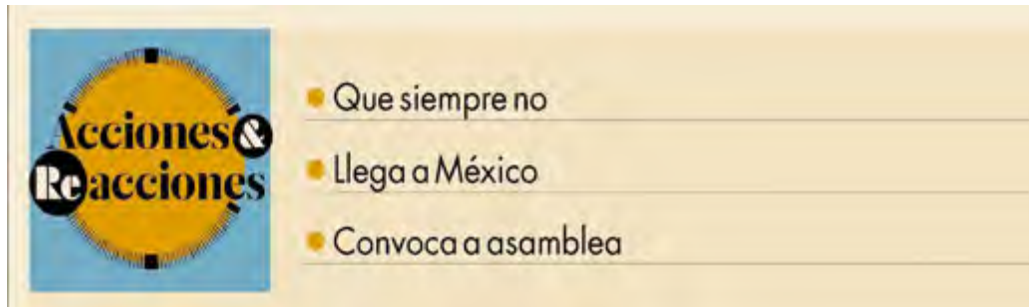 Acciones&
Reacciones
Que siempre no
Llega a México
Convoca a asamblea